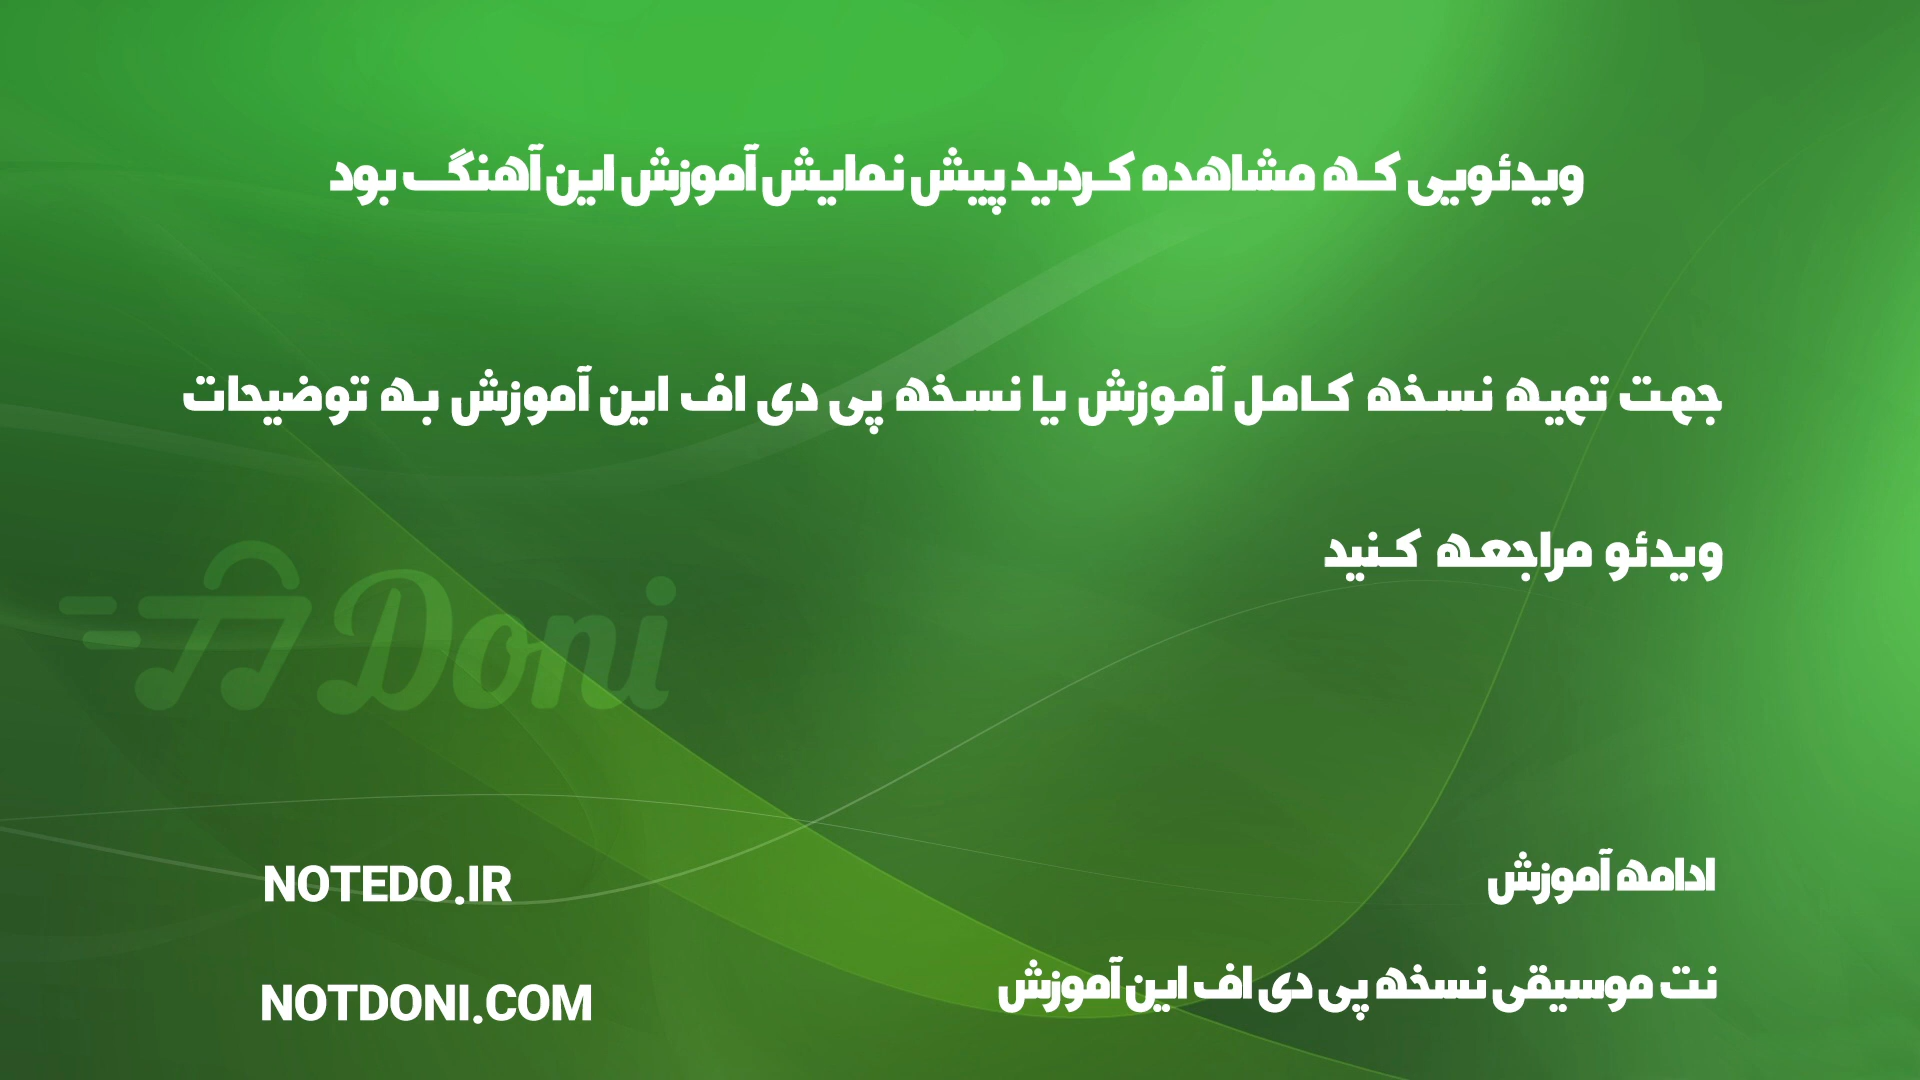 ویدئویی که مشاهده کردید پیش نمایش آموزش این آهنگ بود
جهت تهیه نسخه کامل آموزش یا نسخه پی دی اف این آموزش به توضیحات
ویدئو مراجعه کنید
Doni
ادامه آموزش
NOTEDO.IR
نت موسیقی نسخه پی دی اف این آموزش
NOTDONI.COM